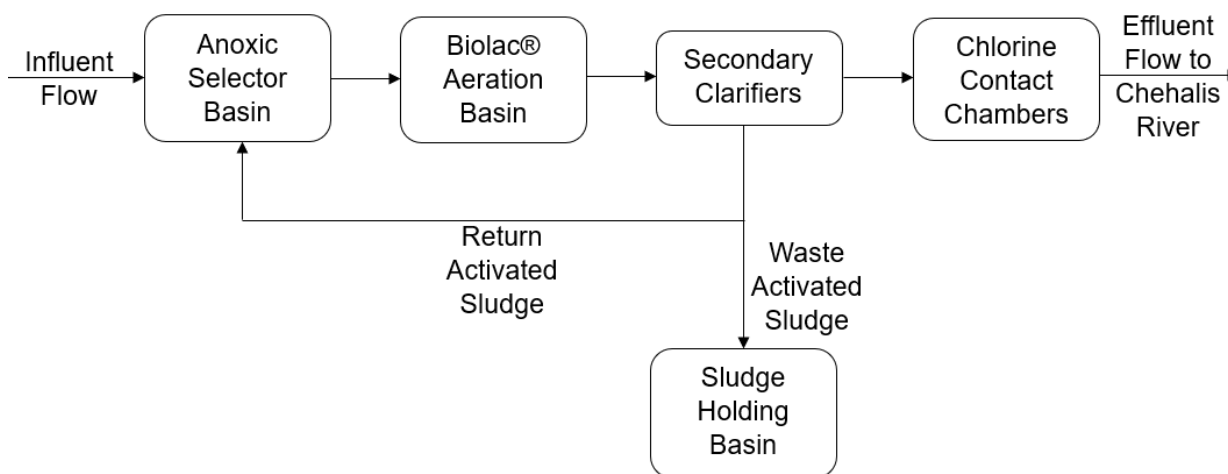 Influent
Flow
Anoxic
Selector
Basin
Biolac®
Aeration
Basin
Secondary
Clarifiers
Chlorine
Contact
Chambers
Effluent
Flow to
Chehalis
River
Return
Activated
Sludge
Waste
Activated
Sludge
Sludge
Holding
Basin